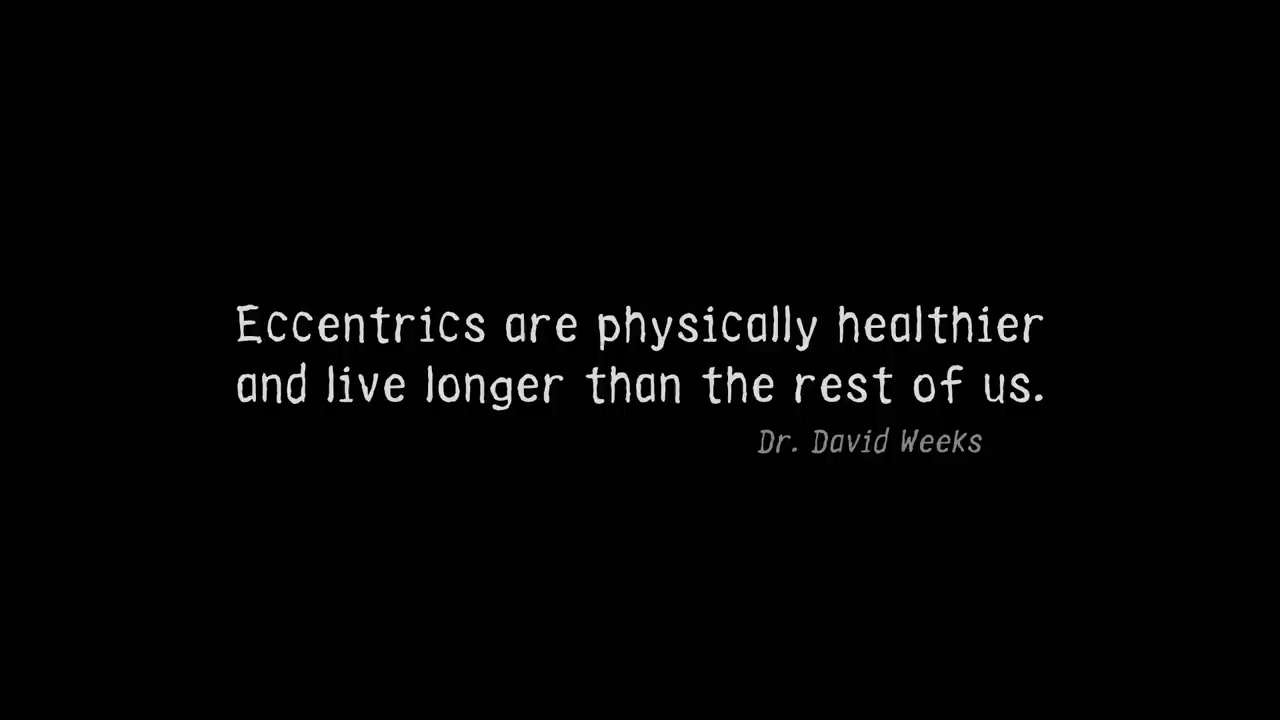 Eccentrics are physically healthier
and live longer than the rest of us.
Dr. David Weeks